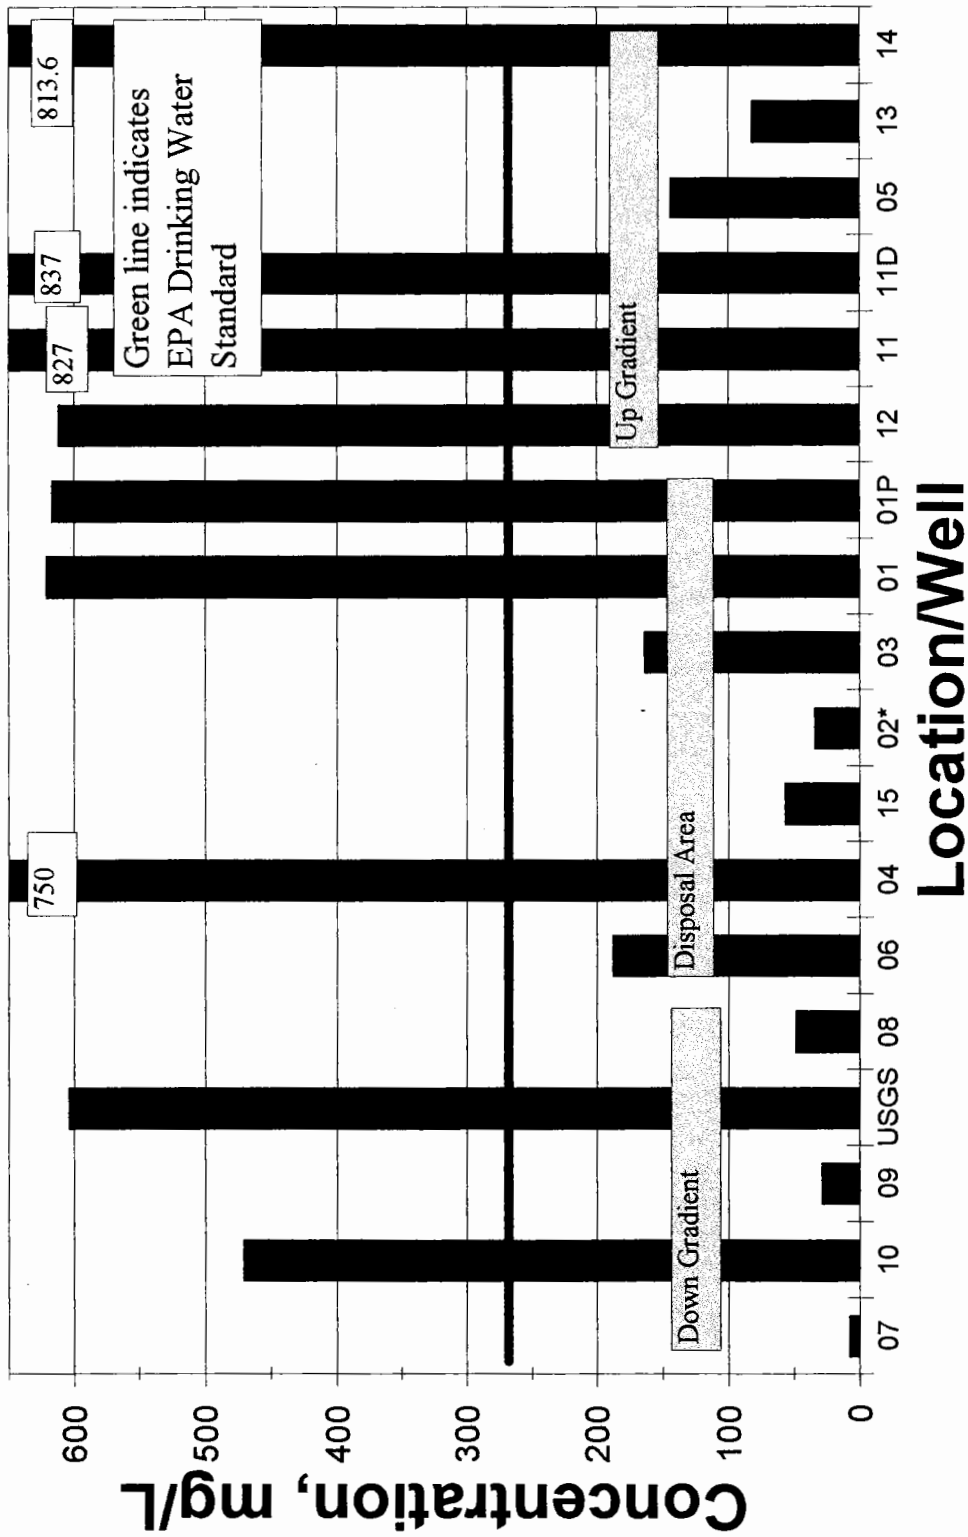 Concentration, mg/L
600
500
400
300
200
100
0
750
827
837
813.6
Green line indicates
EPA Drinking Water
Standard
Down Gradient
Disposal Area
Up Gradient
07 10 09 USGS 08 06 04 15 02* 03 01 01P 12 11 11D 05 13 14
Location/Well